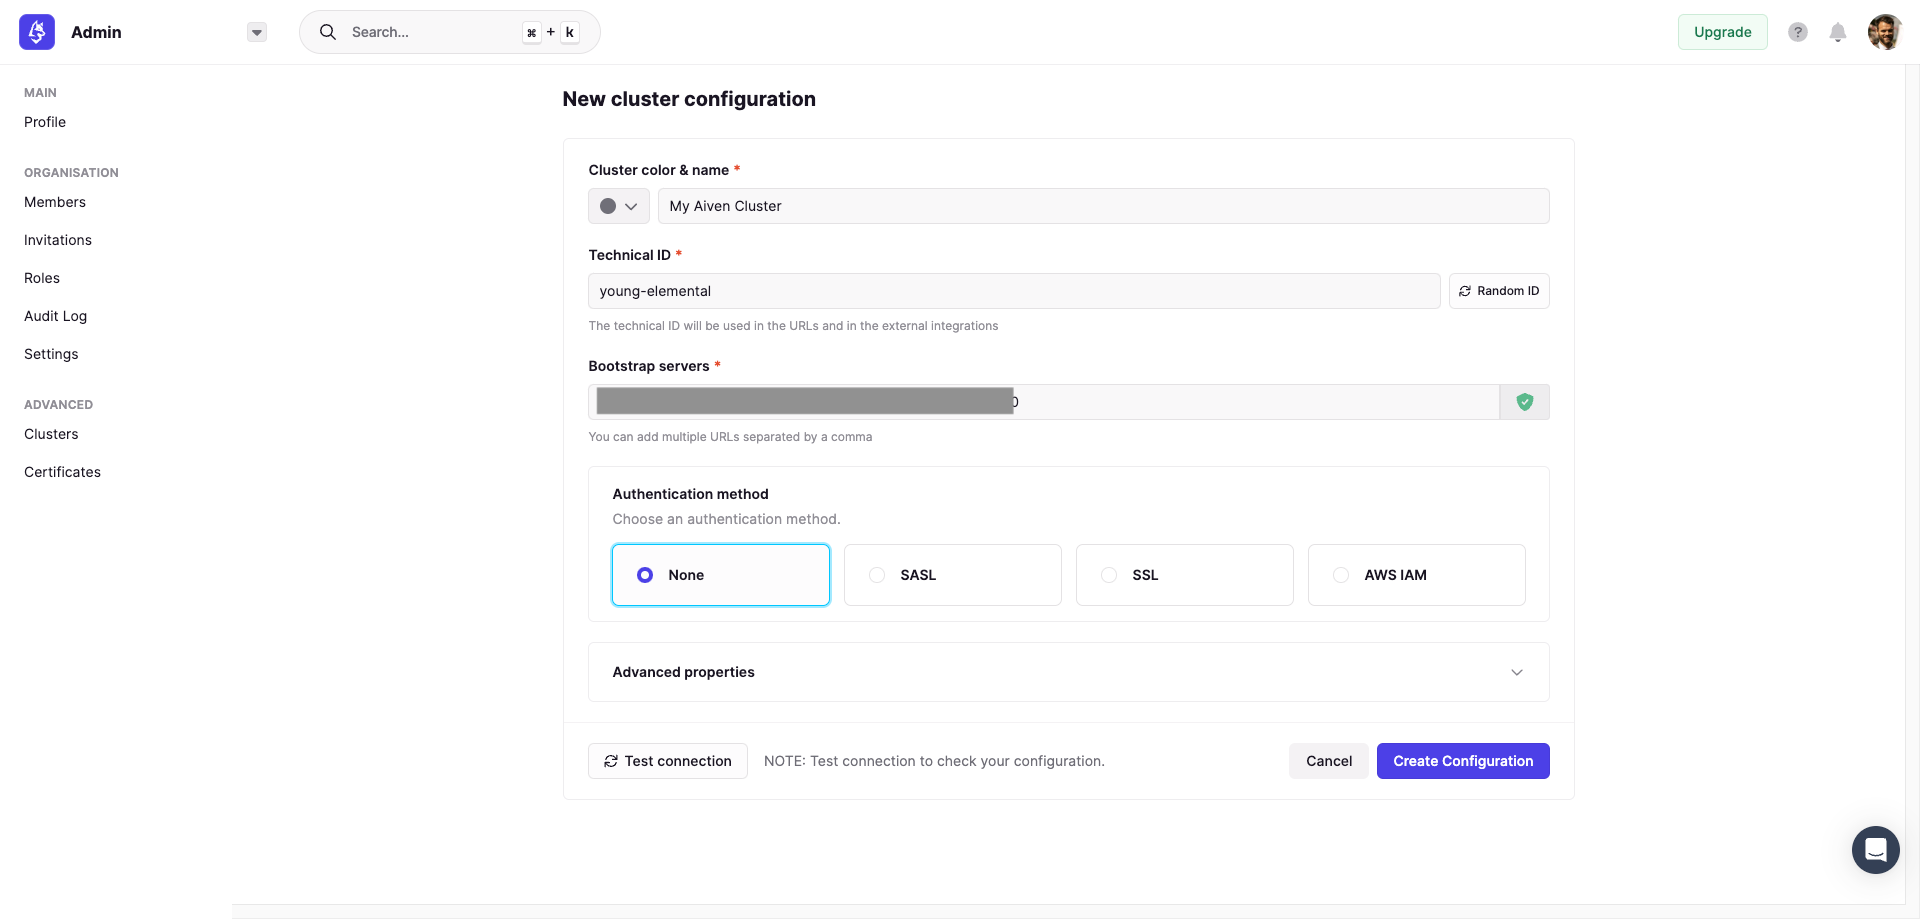 Admin
Search...
⌘ + k
Upgrade
?
MAIN
Profile
ORGANISATION
Members
Invitations
Roles
Audit Log
Settings
ADVANCED
Clusters
Certificates
New cluster configuration
Cluster color & name *
My Aiven Cluster
Technical ID *
young-elemental
Random ID
The technical ID will be used in the URLs and in the external integrations
Bootstrap servers *
You can add multiple URLs separated by a comma
Authentication method
Choose an authentication method.
None
SASL
SSL
AWS IAM
Advanced properties
Test connection
NOTE: Test connection to check your configuration.
Cancel
Create Configuration